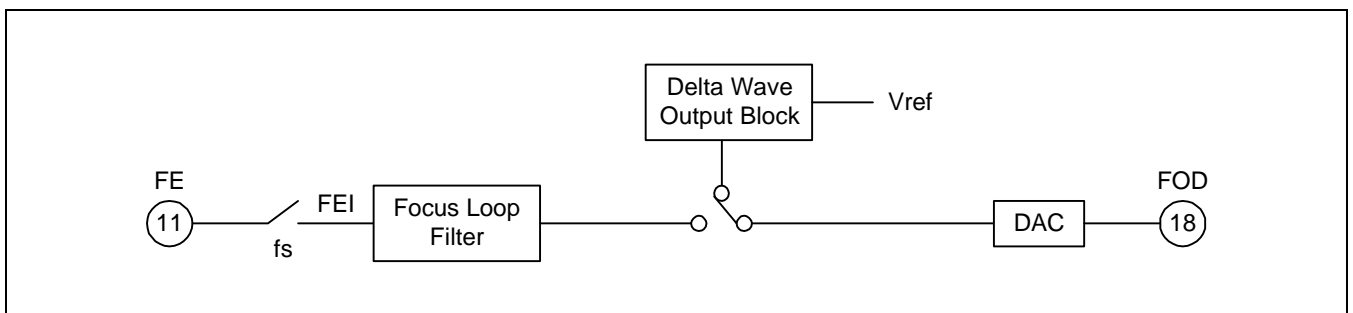 Delta Wave
Output Block
Vref
FE
11
fs
FEI
Focus Loop
Filter
DAC
FOD
18